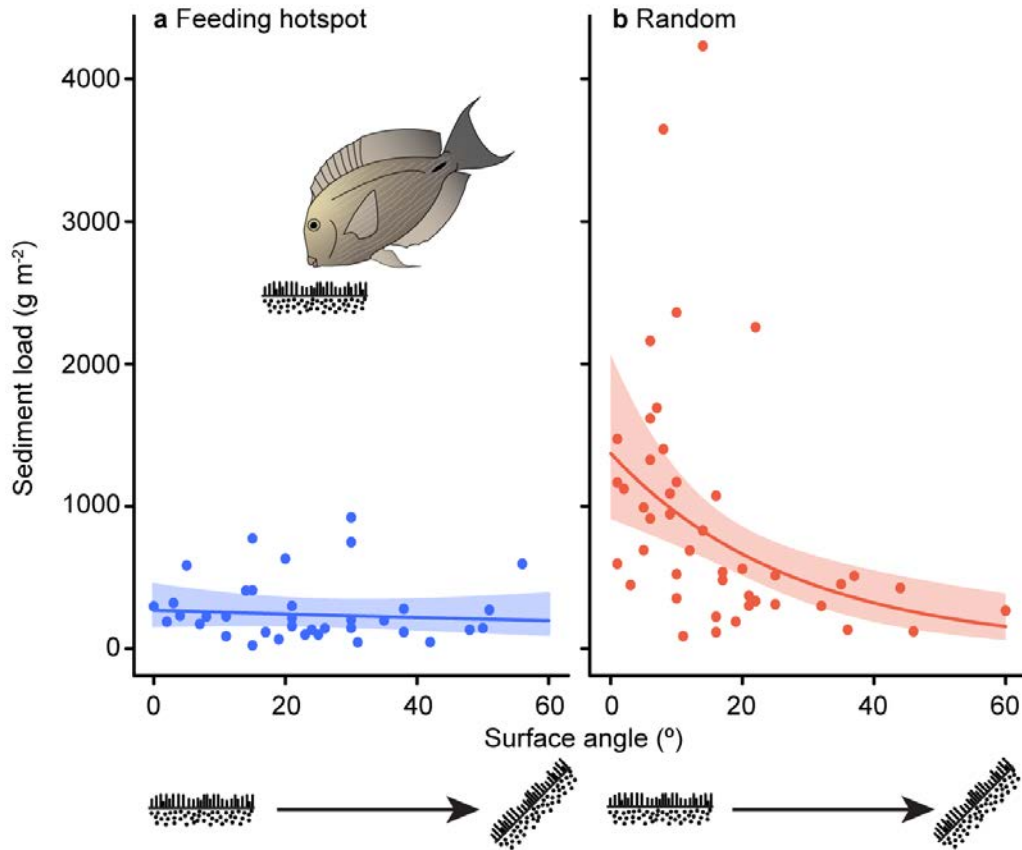 a Feeding hotspot
b Random
Sediment load (g m-2)
4000
3000
2000
1000
0
0 20 40 60
0 20 40 60
Surface angle (º)